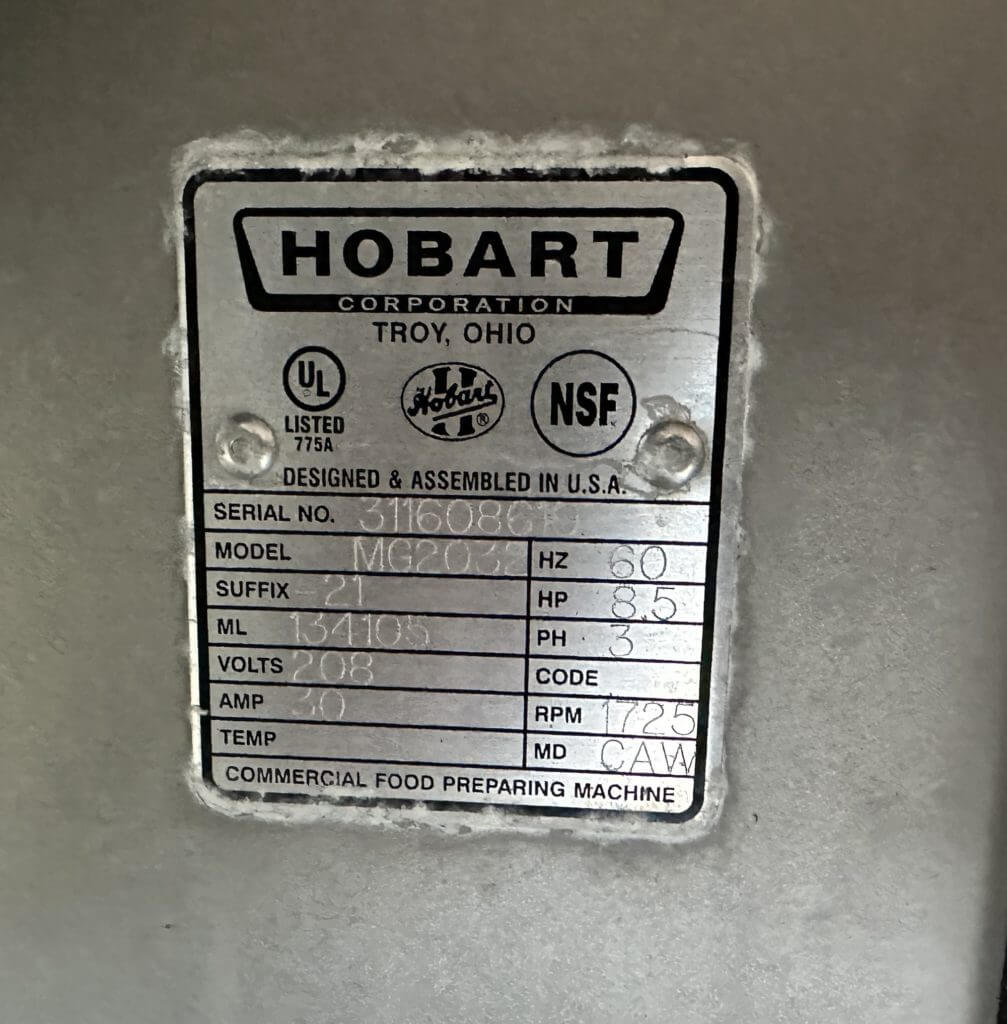 HOBART
CORPORATION
TROY, OHIO
UL
LISTED
775A
Hobart
®
NSF
DESIGNED & ASSEMBLED IN U.S.A.
SERIAL NO.
MODEL MG2032 HZ 60
SUFFIX -21 HP 8.5
ML 134105 PH 3
VOLTS 208 CODE
AMP 30 RPM 1725
TEMP MD CAW
COMMERCIAL FOOD PREPARING MACHINE